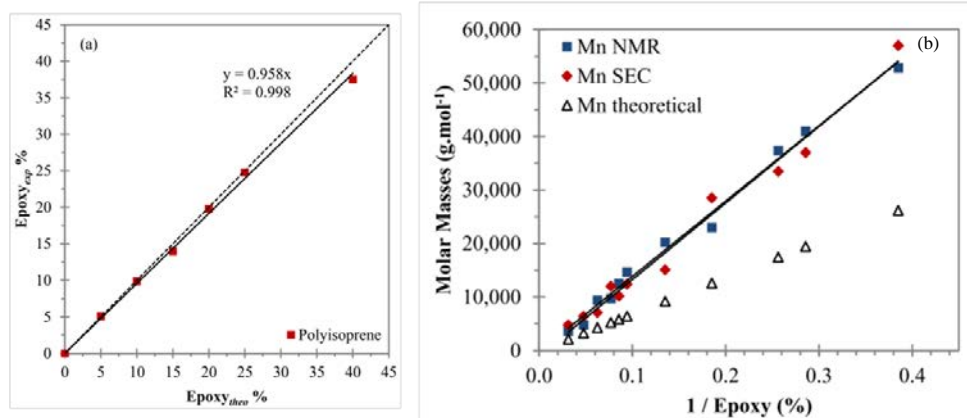 (a)
45
40
35
30
25
20
15
10
5
0
y = 0.958x
R² = 0.998
Polyisoprene
0 5 10 15 20 25 30 35 40 45
Epoxy_theo %
Epoxy_exp %
(b)
60,000
50,000
40,000
30,000
20,000
10,000
0
Mn NMR
Mn SEC
Mn theoretical
0.0 0.1 0.2 0.3 0.4
1 / Epoxy (%)
Molar Masses (g.mol⁻¹)